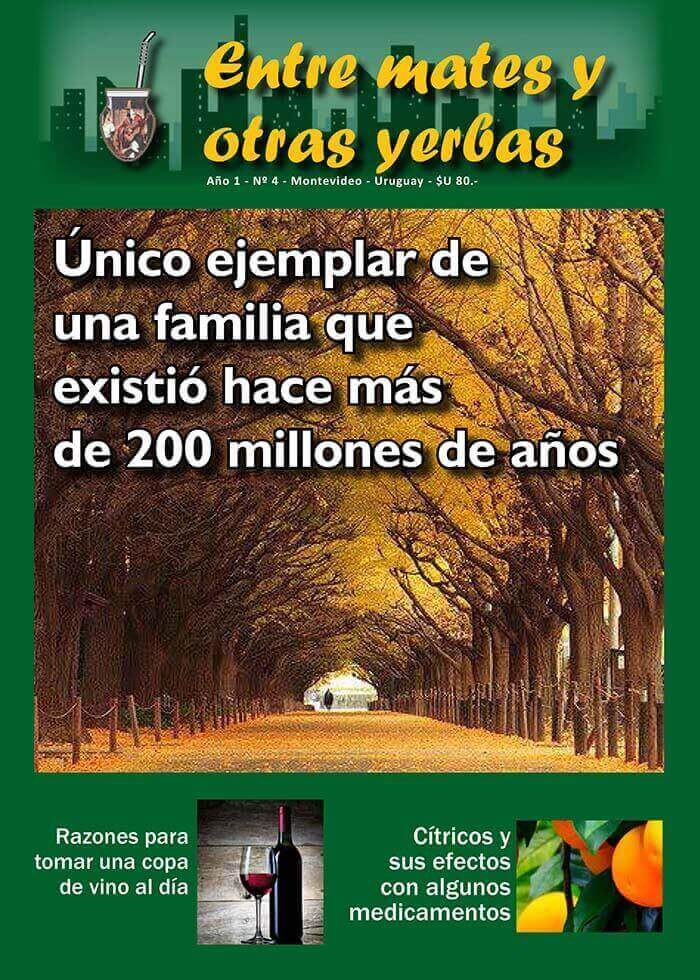 Entre mates y
otras yerbas
Año 1 - Nº 4 - Montevideo - Uruguay - $U 80.-
Único ejemplar de
una familia que
existió hace más
de 200 millones de años
Razones para
tomar una copa
de vino al día
Cítricos y
sus efectos
con algunos
medicamentos